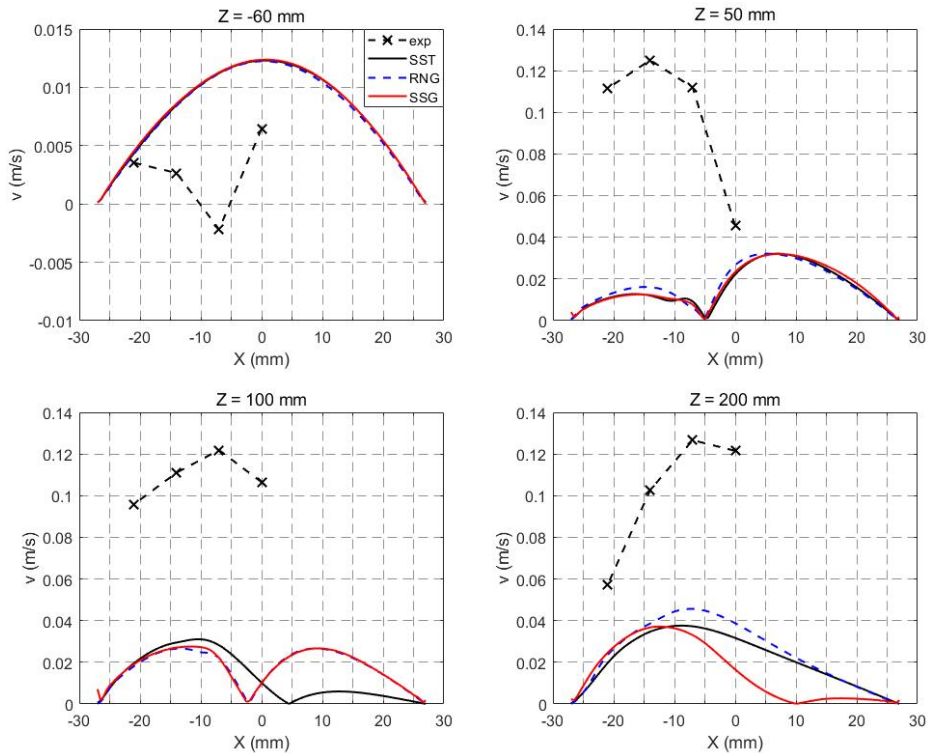 Z = -60 mm
0.015
0.01
0.005
0
-0.005
-0.01
v (m/s)
-30 -20 -10 0 10 20 30
X (mm)
exp
SST
RNG
SSG
Z = 50 mm
0.14
0.12
0.1
0.08
0.06
0.04
0.02
0
v (m/s)
-30 -20 -10 0 10 20 30
X (mm)
Z = 100 mm
0.14
0.12
0.1
0.08
0.06
0.04
0.02
0
v (m/s)
-30 -20 -10 0 10 20 30
X (mm)
Z = 200 mm
0.14
0.12
0.1
0.08
0.06
0.04
0.02
0
v (m/s)
-30 -20 -10 0 10 20 30
X (mm)